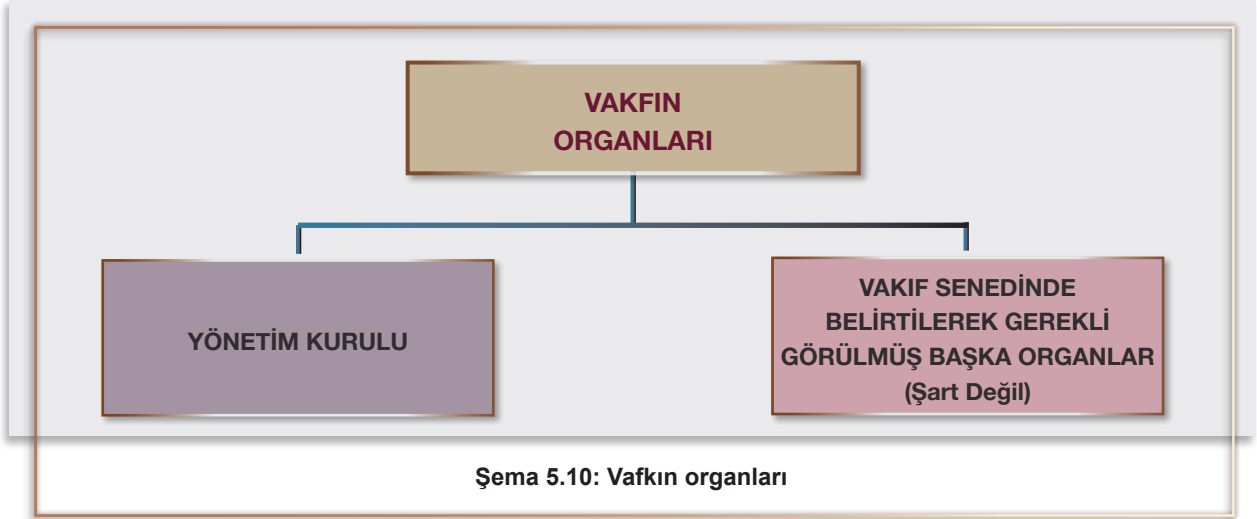 VAKFIN
ORGANLARI
YÖNETİM KURULU
VAKIF SENEDİNDE
BELİRTİLEREK GEREKLİ
GÖRÜLMÜŞ BAŞKA ORGANLAR
(Şart Değil)
Şema 5.10: Vafkın organları